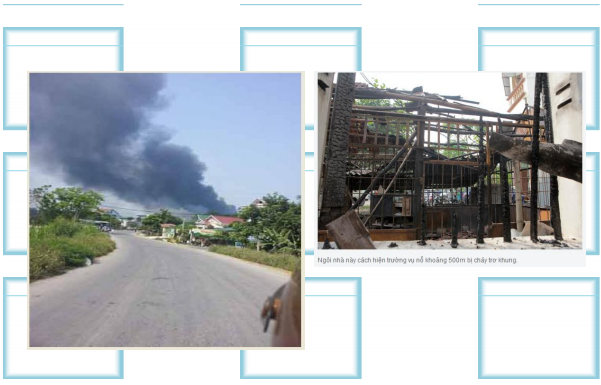 Ngôi nhà này cách hiện trường vụ nổ khoảng 500m bị cháy trơ khung.